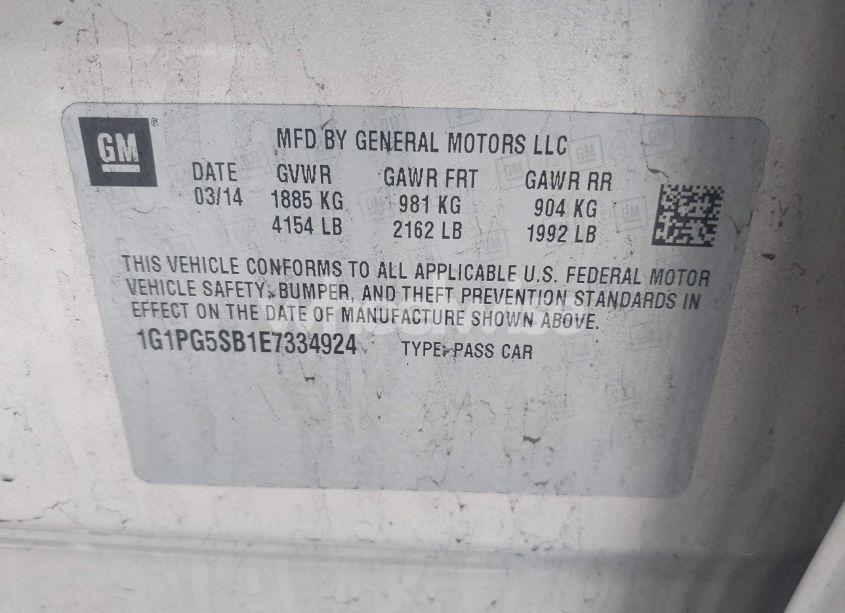 GM®
MFD BY GENERAL MOTORS LLC
DATE GVWR GAWR FRT GAWR RR
03/14 1885 KG 981 KG 904 KG
4154 LB 2162 LB 1992 LB
THIS VEHICLE CONFORMS TO ALL APPLICABLE U.S. FEDERAL MOTOR
VEHICLE SAFETY, BUMPER, AND THEFT PREVENTION STANDARDS IN
EFFECT ON THE DATE OF MANUFACTURE SHOWN ABOVE.
1G1PG5SB1E7334924 TYPE: PASS CAR